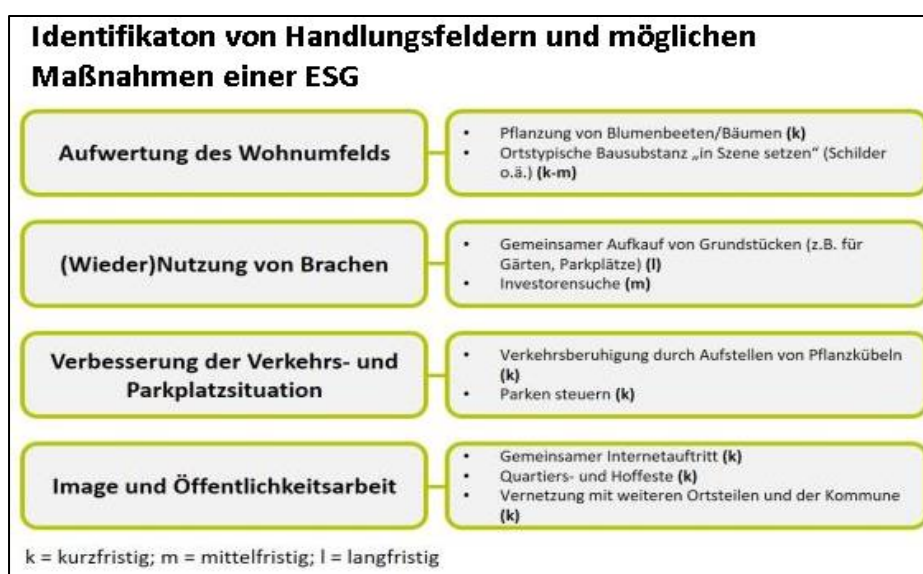 Identifikaton von Handlungsfeldern und möglichen
Maßnahmen einer ESG
Aufwertung des Wohnumfelds
• Pflanzung von Blumenbeeten/Bäumen (k)
• Ortstypische Bausubstanz „in Szene setzen“ (Schilder
o.ä.) (k-m)
(Wieder)Nutzung von Brachen
• Gemeinsamer Aufkauf von Grundstücken (z.B. für
Gärten, Parkplätze) (l)
• Investorensuche (m)
Verbesserung der Verkehrs- und
Parkplatzsituation
• Verkehrsberuhigung durch Aufstellen von Pflanzkübeln
(k)
• Parken steuern (k)
Image und Öffentlichkeitsarbeit
• Gemeinsamer Internetauftritt (k)
• Quartiers- und Hoffeste (k)
• Vernetzung mit weiteren Ortsteilen und der Kommune
(k)
k = kurzfristig; m = mittelfristig; l = langfristig